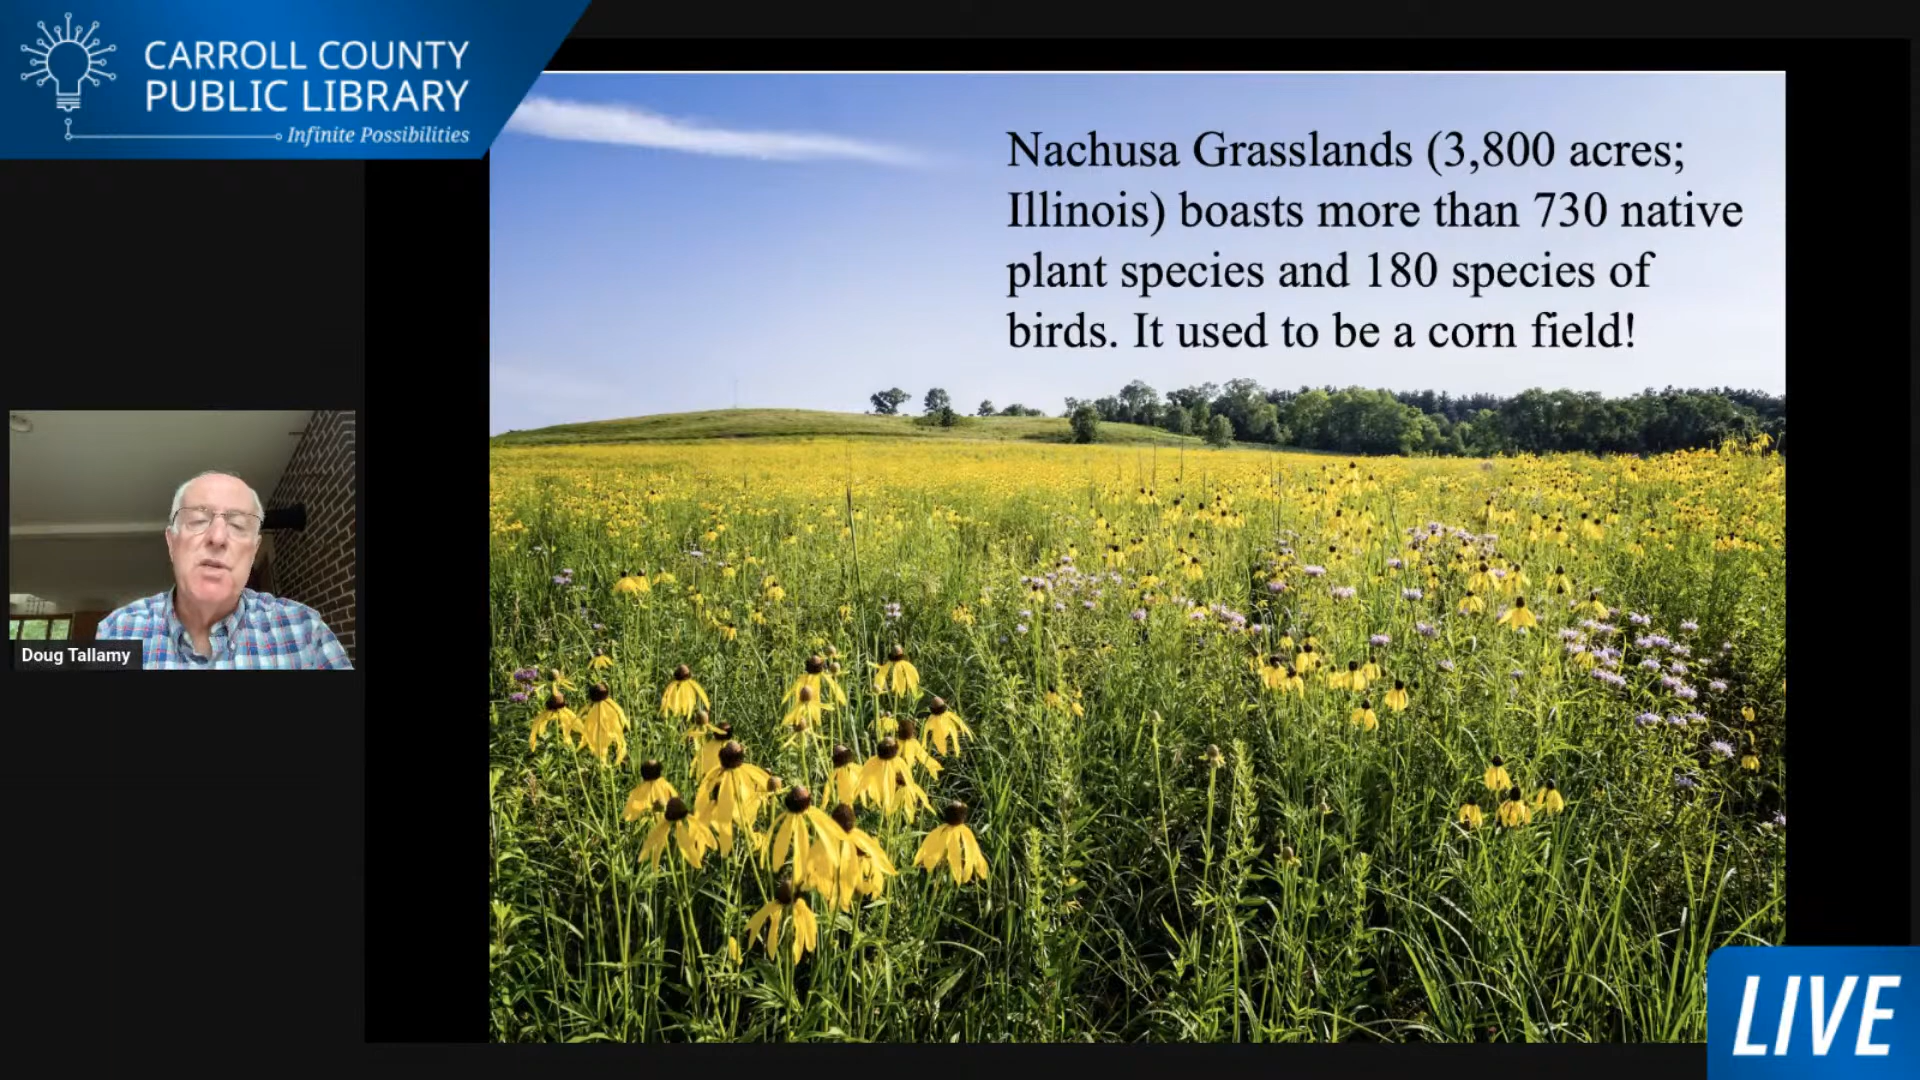 CARROLL COUNTY
PUBLIC LIBRARY
Infinite Possibilities
Nachusa Grasslands (3,800 acres;
Illinois) boasts more than 730 native
plant species and 180 species of
birds. It used to be a corn field!
Doug Tallamy
LIVE